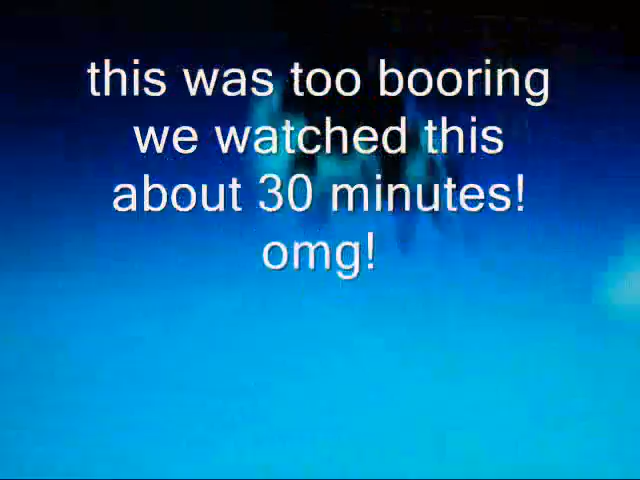 this was too booring
we watched this
about 30 minutes!
omg!